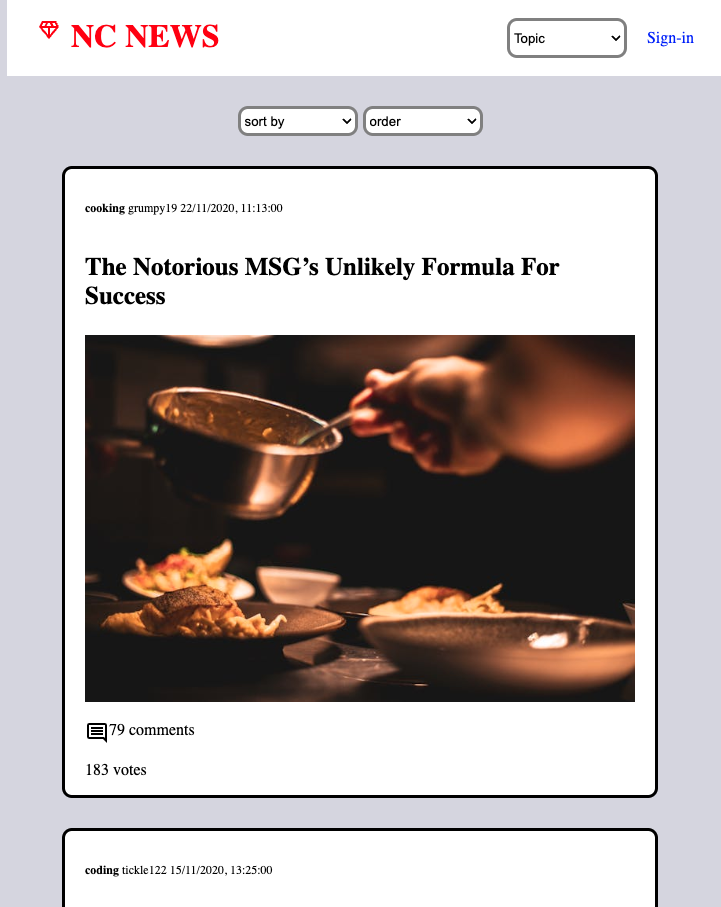 NC NEWS
Topic
Sign-in
sort by
order
cooking grumpy19 22/11/2020, 11:13:00
The Notorious MSG’s Unlikely Formula For
Success
79 comments
183 votes
coding tickle122 15/11/2020, 13:25:00